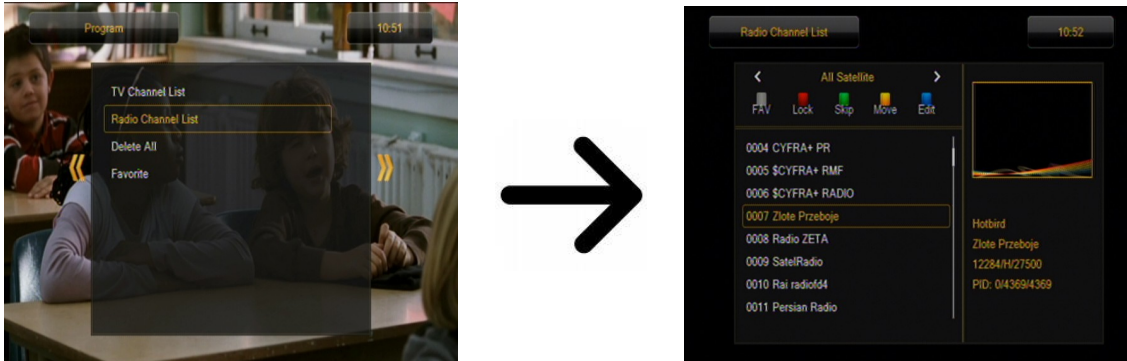 Program
10:51
TV Channel List
Radio Channel List
Delete All
Favorite
Radio Channel List
10:52
All Satellite
FAV Lock Skip Move Edit
0004 CYFRA+ PR
0005 $CYFRA+ RMF
0006 $CYFRA+ RADIO
0007 Zlote Przeboje
0008 Radio ZETA
0009 SatelRadio
0010 Rai radiofd4
0011 Persian Radio
Hotbird
Zlote Przeboje
12284/H/27500
PID: 0/4369/4369